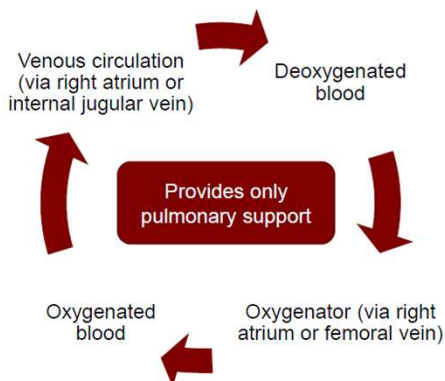 Venous circulation
(via right atrium or
internal jugular vein)
Deoxygenated
blood
Provides only
pulmonary support
Oxygenator (via right
atrium or femoral vein)
Oxygenated
blood